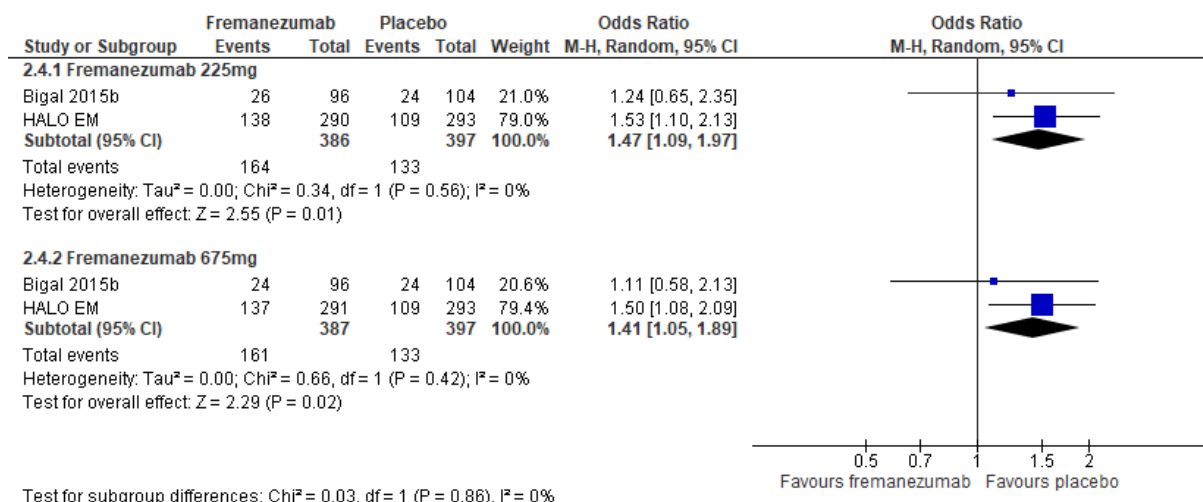 Fremanezumab Placebo Odds Ratio Odds Ratio
Study or Subgroup Events Total Events Total Weight M-H, Random, 95% CI M-H, Random, 95% CI
2.4.1 Fremanezumab 225mg
Bigal 2015b 26 96 24 104 21.0% 1.24 [0.65, 2.35]
HALO EM 138 290 109 293 79.0% 1.53 [1.10, 2.13]
Subtotal (95% CI) 386 397 100.0% 1.47 [1.09, 1.97]
Total events 164 133
Heterogeneity: Tau² = 0.00; Chi² = 0.34, df = 1 (P = 0.56); I² = 0%
Test for overall effect: Z = 2.55 (P = 0.01)
2.4.2 Fremanezumab 675mg
Bigal 2015b 24 96 24 104 20.6% 1.11 [0.58, 2.13]
HALO EM 137 291 109 293 79.4% 1.50 [1.08, 2.09]
Subtotal (95% CI) 387 397 100.0% 1.41 [1.05, 1.89]
Total events 161 133
Heterogeneity: Tau² = 0.00; Chi² = 0.66, df = 1 (P = 0.42); I² = 0%
Test for overall effect: Z = 2.29 (P = 0.02)
0.5 0.7 1 1.5 2
Favours fremanezumab Favours placebo
Test for subgroup differences: Chi² = 0.03, df = 1 (P = 0.86), I² = 0%